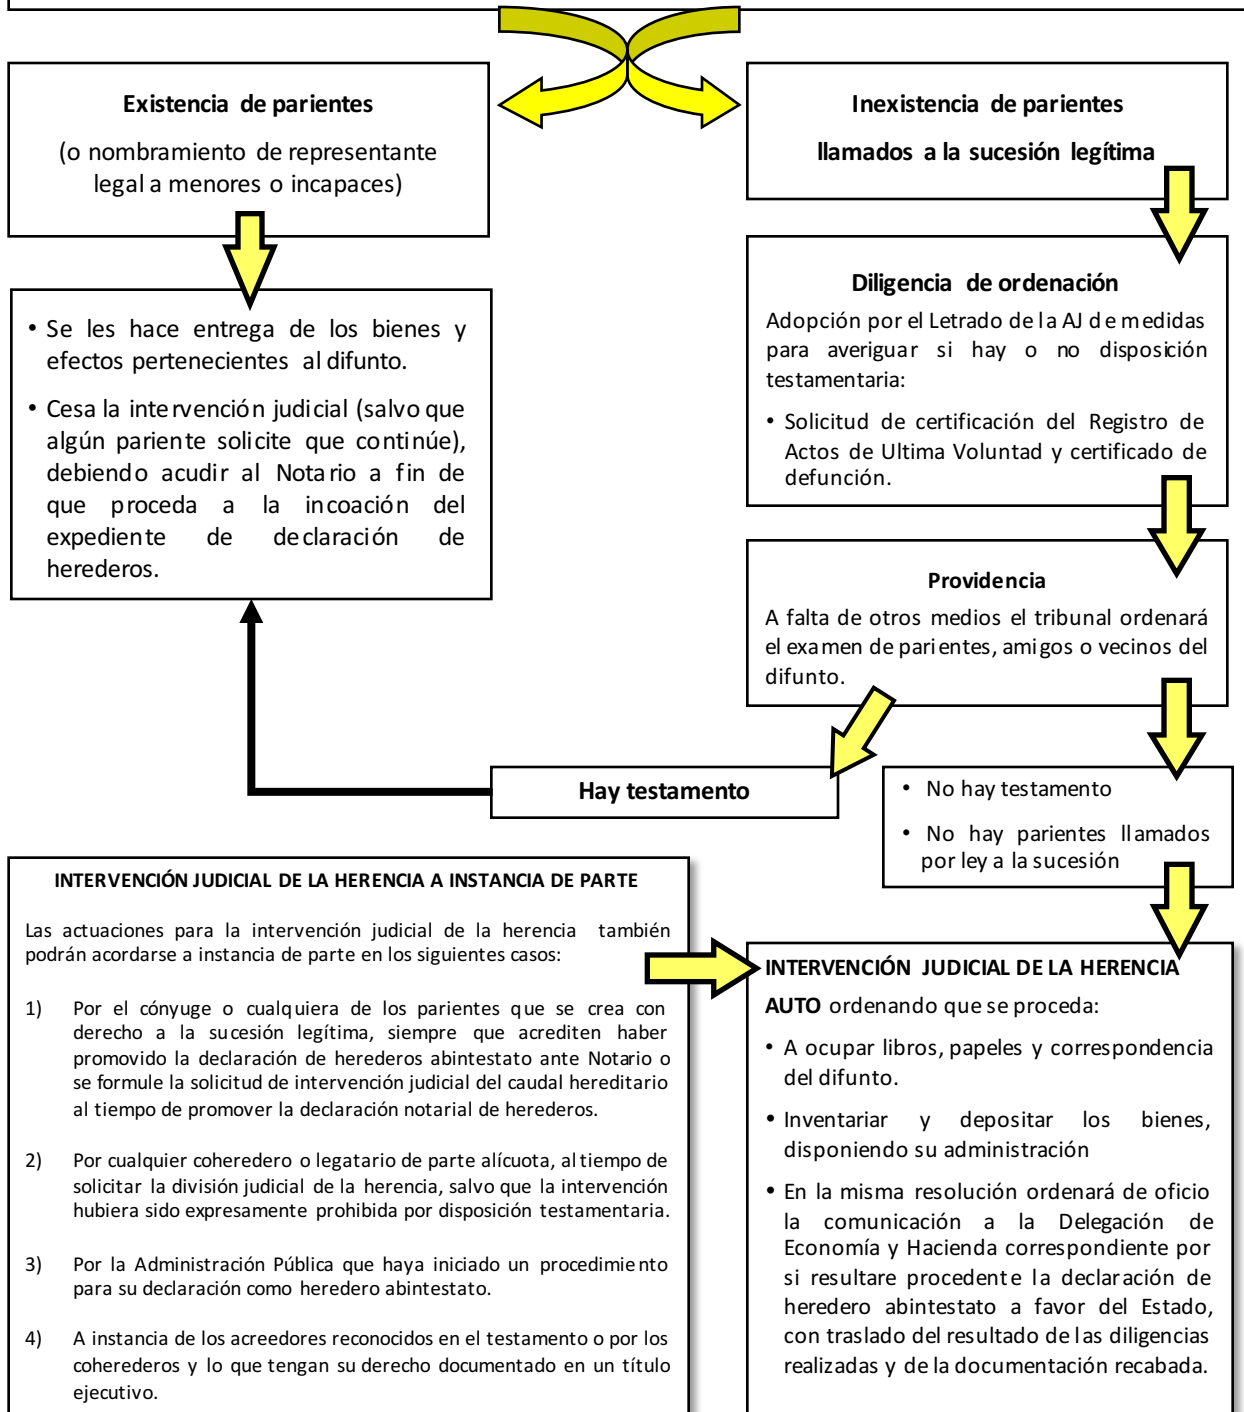 Existencia de parientes
(o nombramiento de representante
legal a menores o incapaces)
Inexistencia de parientes
llamados a la sucesión legítima
• Se les hace entrega de los bienes y
efectos pertenecientes al difunto.
• Cesa la intervención judicial (salvo que
algún pariente solicite que continúe),
debiendo acudir al Notario a fin de
que proceda a la incoación del
expediente de declaración de
herederos.
Diligencia de ordenación
Adopción por el Letrado de la AJ de medidas
para averiguar si hay o no disposición
testamentaria:
• Solicitud de certificación del Registro de
Actos de Ultima Voluntad y certificado de
defunción.
Providencia
A falta de otros medios el tribunal ordenará
el examen de parientes, amigos o vecinos del
difunto.
Hay testamento
• No hay testamento
• No hay parientes llamados
por ley a la sucesión
INTERVENCIÓN JUDICIAL DE LA HERENCIA A INSTANCIA DE PARTE
Las actuaciones para la intervención judicial de la herencia también
podrán acordarse a instancia de parte en los siguientes casos:
1) Por el cónyuge o cualquiera de los parientes que se crea con
derecho a la sucesión legítima, siempre que acrediten haber
promovido la declaración de herederos abintestato ante Notario o
se formule la solicitud de intervención judicial del caudal hereditario
al tiempo de promover la declaración notarial de herederos.
2) Por cualquier coheredero o legatario de parte alícuota, al tiempo de
solicitar la división judicial de la herencia, salvo que la intervención
hubiera sido expresamente prohibida por disposición testamentaria.
3) Por la Administración Pública que haya iniciado un procedimiento
para su declaración como heredero abintestato.
4) A instancia de los acreedores reconocidos en el testamento o por los
coherederos y lo que tengan su derecho documentado en un título
ejecutivo.
INTERVENCIÓN JUDICIAL DE LA HERENCIA
AUTO ordenando que se proceda:
• A ocupar libros, papeles y correspondencia
del difunto.
• Inventariar y depositar los bienes,
disponiendo su administración
• En la misma resolución ordenará de oficio
la comunicación a la Delegación de
Economía y Hacienda correspondiente por
si resultare procedente la declaración de
heredero abintestato a favor del Estado,
con traslado del resultado de las diligencias
realizadas y de la documentación recabada.